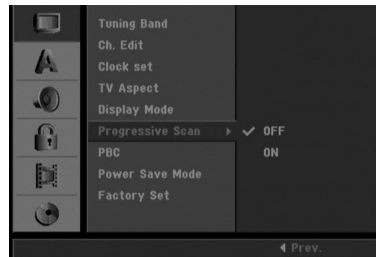 Tuning Band
Ch. Edit
Clock set
TV Aspect
Display Mode
Progressive Scan ▶ ✓ OFF
PBC ON
Power Save Mode
Factory Set
◀ Prev.